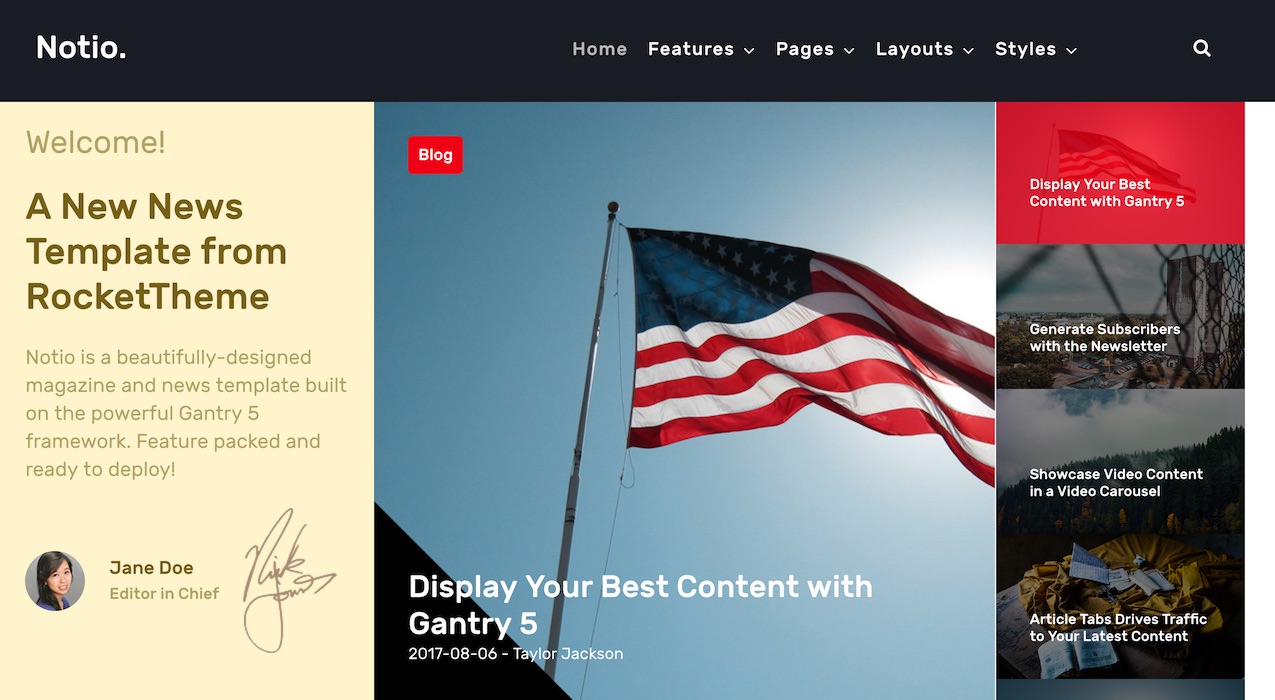 Notio.
Home Features Pages Layouts Styles
Welcome!
A New News
Template from
RocketTheme
Notio is a beautifully-designed
magazine and news template built
on the powerful Gantry 5
framework. Feature packed and
ready to deploy!
Jane Doe
Editor in Chief
Blog
Display Your Best Content with
Gantry 5
2017-08-06 - Taylor Jackson
Display Your Best
Content with Gantry 5
Generate Subscribers
with the Newsletter
Showcase Video Content
in a Video Carousel
Article Tabs Drives Traffic
to Your Latest Content